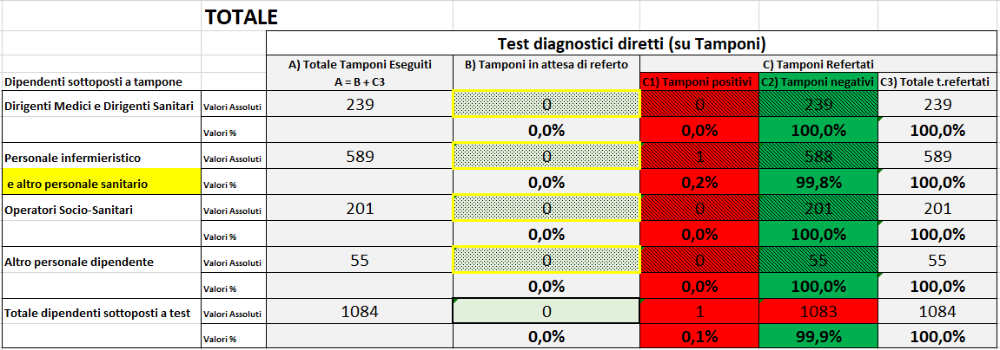 TOTALE
Test diagnostici diretti (su Tamponi)
A) Totale Tamponi Eseguiti B) Tamponi in attesa di referto C) Tamponi Refertati
Dipendenti sottoposti a tampone A = B + C3 C1) Tamponi positivi C2) Tamponi negativi C3) Totale t.refertati
Dirigenti Medici e Dirigenti Sanitari Valori Assoluti 239 0 0 239 239
Valori % 0,0% 0,0% 100,0% 100,0%
Personale infermieristico Valori Assoluti 589 0 1 588 589
e altro personale sanitario Valori % 0,0% 0,2% 99,8% 100,0%
Operatori Socio-Sanitari Valori Assoluti 201 0 0 201 201
Valori % 0,0% 0,0% 100,0% 100,0%
Altro personale dipendente Valori Assoluti 55 0 0 55 55
Valori % 0,0% 0,0% 100,0% 100,0%
Totale dipendenti sottoposti a test Valori Assoluti 1084 0 1 1083 1084
Valori % 0,0% 0,1% 99,9% 100,0%